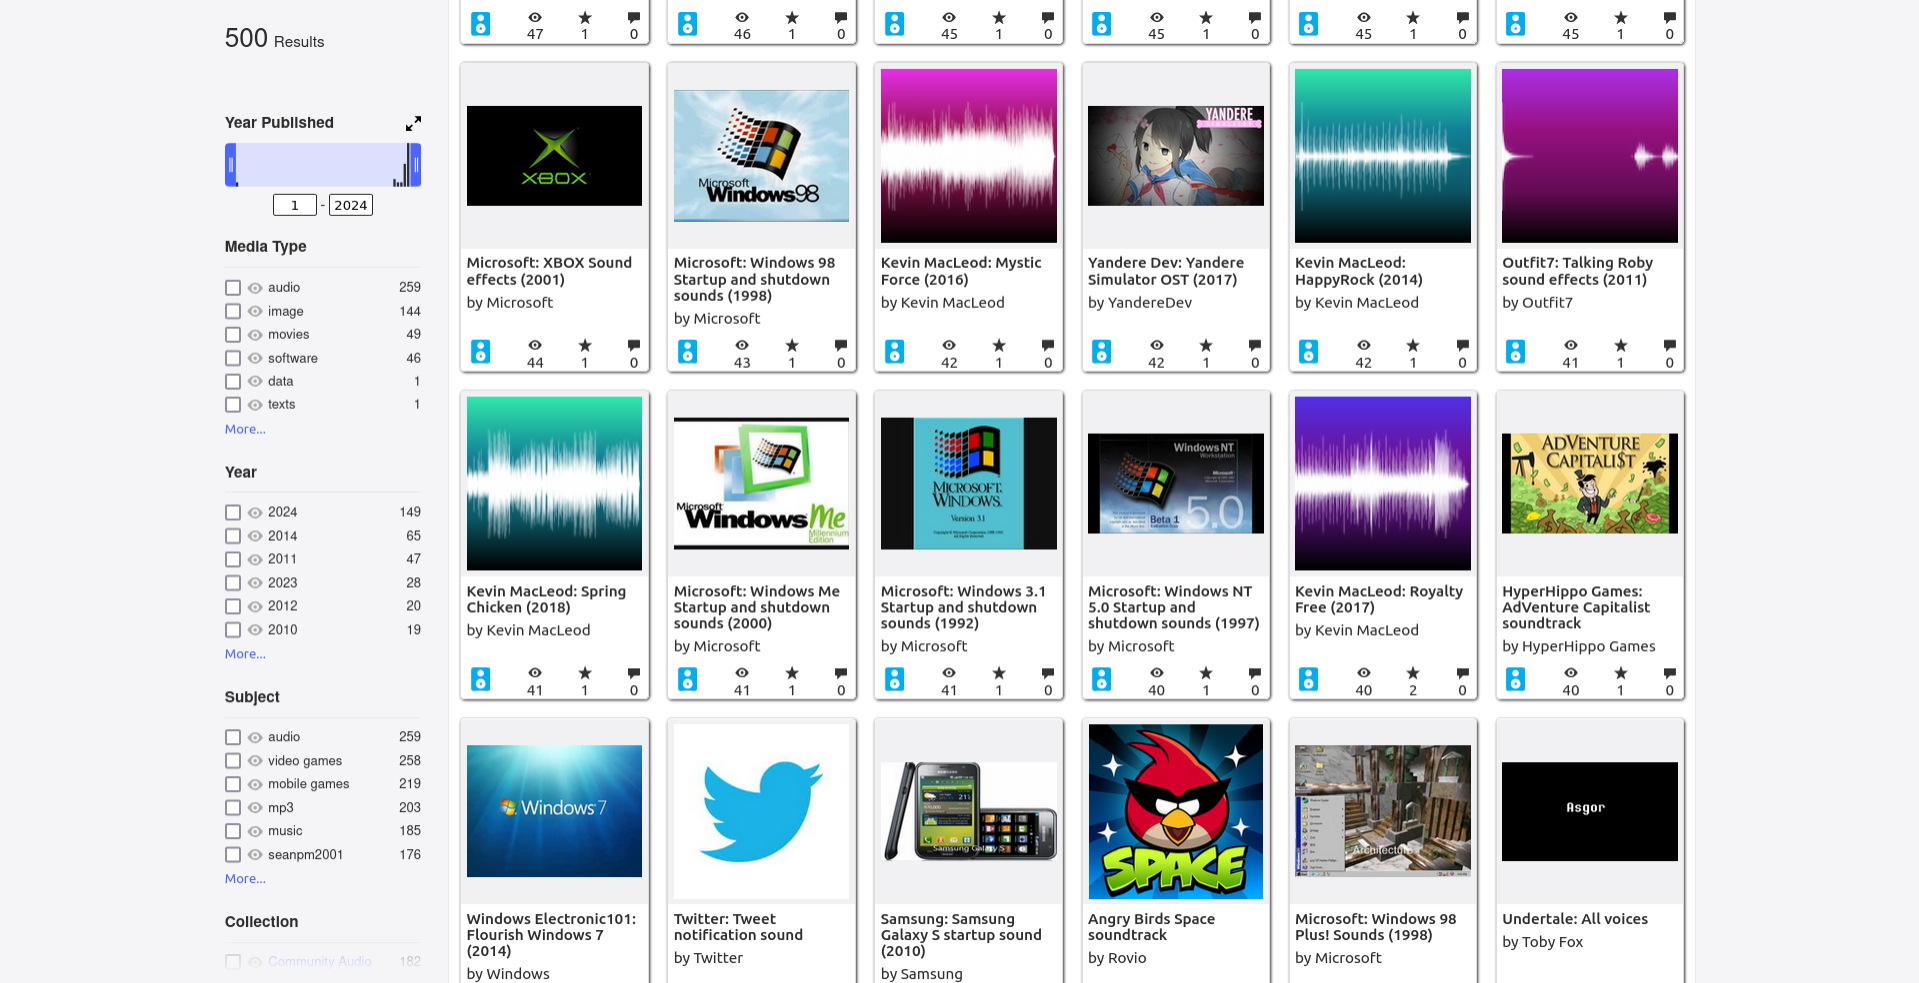 500 Results
Year Published
1 - 2024
Media Type
audio 259
image 144
movies 49
software 46
data 1
texts 1
More...
Year
2024 149
2014 65
2011 47
2023 28
2012 20
2010 19
More...
Subject
audio 259
video games 258
mobile games 219
mp3 203
music 185
seanpm2001 176
More...
Collection
Community Audio 182
47 1 0
46 1 0
45 1 0
45 1 0
45 1 0
45 1 0
XBOX
Microsoft: XBOX Sound
effects (2001)
by Microsoft
44 1 0
Microsoft
Windows98
Microsoft: Windows 98
Startup and shutdown
sounds (1998)
by Microsoft
43 1 0
Kevin MacLeod: Mystic
Force (2016)
by Kevin MacLeod
42 1 0
YANDERE
Yandere Dev: Yandere
Simulator OST (2017)
by YandereDev
42 1 0
Kevin MacLeod:
HappyRock (2014)
by Kevin MacLeod
42 1 0
Outfit7: Talking Roby
sound effects (2011)
by Outfit7
41 1 0
Kevin MacLeod: Spring
Chicken (2018)
by Kevin MacLeod
41 1 0
Microsoft
Windows Me
Millennium
Edition
Microsoft: Windows Me
Startup and shutdown
sounds (2000)
by Microsoft
41 1 0
MICROSOFT.
WINDOWS.
Version 3.1
Microsoft: Windows 3.1
Startup and shutdown
sounds (1992)
by Microsoft
41 1 0
Windows NT
Workstation
Beta 1
5.0
Microsoft: Windows NT
5.0 Startup and
shutdown sounds (1997)
by Microsoft
40 1 0
Kevin MacLeod: Royalty
Free (2017)
by Kevin MacLeod
40 2 0
ADVENTURE
CAPITALI$T
HyperHippo Games:
AdVenture Capitalist
soundtrack
by HyperHippo Games
40 1 0
Windows 7
Windows Electronic101:
Flourish Windows 7
(2014)
by Windows
Twitter: Tweet
notification sound
by Twitter
Samsung Galaxy S
Samsung: Samsung
Galaxy S startup sound
(2010)
by Samsung
SPACE
Angry Birds Space
soundtrack
by Rovio
Architecture
Microsoft: Windows 98
Plus! Sounds (1998)
by Microsoft
Asgor
Undertale: All voices
by Toby Fox